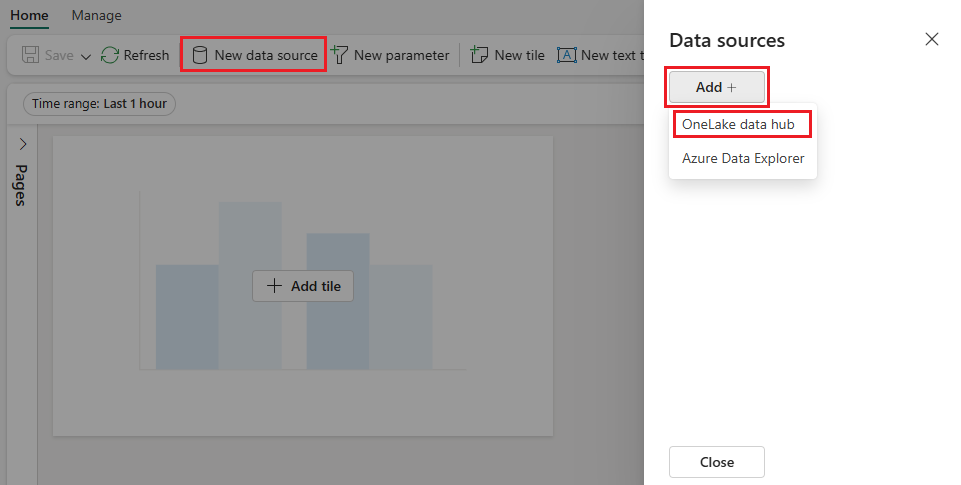 Home Manage
Save Refresh New data source New parameter New tile New text t
Time range: Last 1 hour
Pages
Add tile
Data sources
Add +
OneLake data hub
Azure Data Explorer
Close